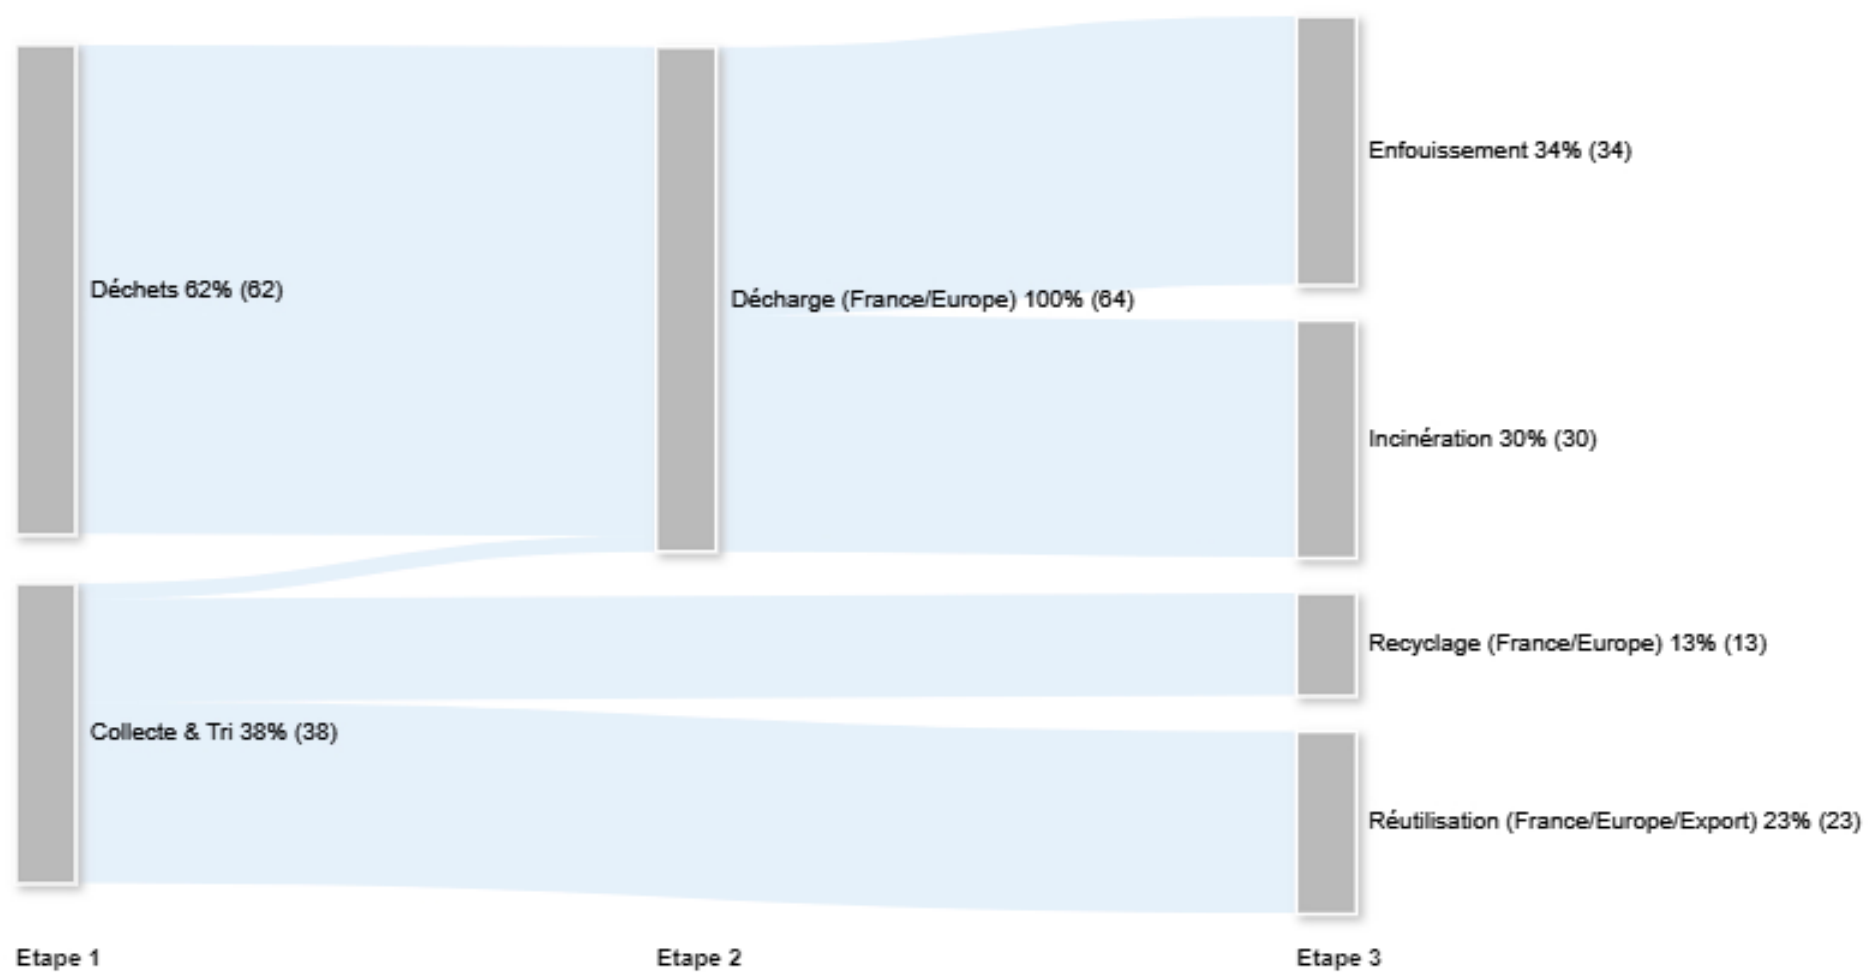 Déchets 62% (62)
Collecte & Tri 38% (38)
Décharge (France/Europe) 100% (64)
Enfouissement 34% (34)
Incinération 30% (30)
Recyclage (France/Europe) 13% (13)
Réutilisation (France/Europe/Export) 23% (23)
Etape 1
Etape 2
Etape 3